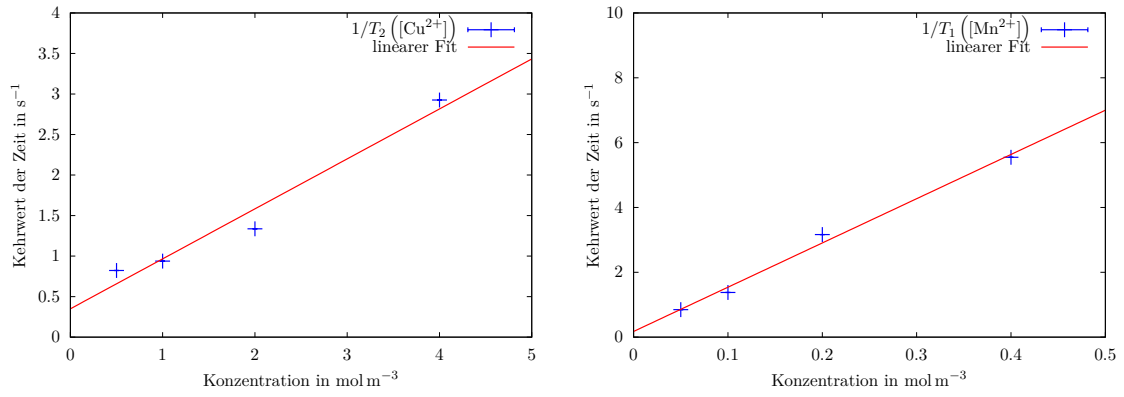 4
3.5
3
2.5
2
1.5
1
0.5
0
0 1 2 3 4 5
Kehrwert der Zeit in s⁻¹
Konzentration in mol m⁻³
1/T₂ ([Cu²⁺])
linearer Fit
10
8
6
4
2
0
0 0.1 0.2 0.3 0.4 0.5
Kehrwert der Zeit in s⁻¹
Konzentration in mol m⁻³
1/T₁ ([Mn²⁺])
linearer Fit